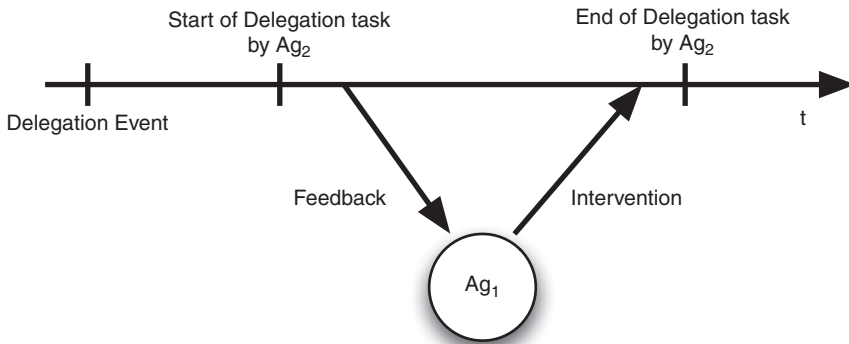 Start of Delegation task
by Ag₂
End of Delegation task
by Ag₂
Delegation Event
t
Feedback
Intervention
Ag₁